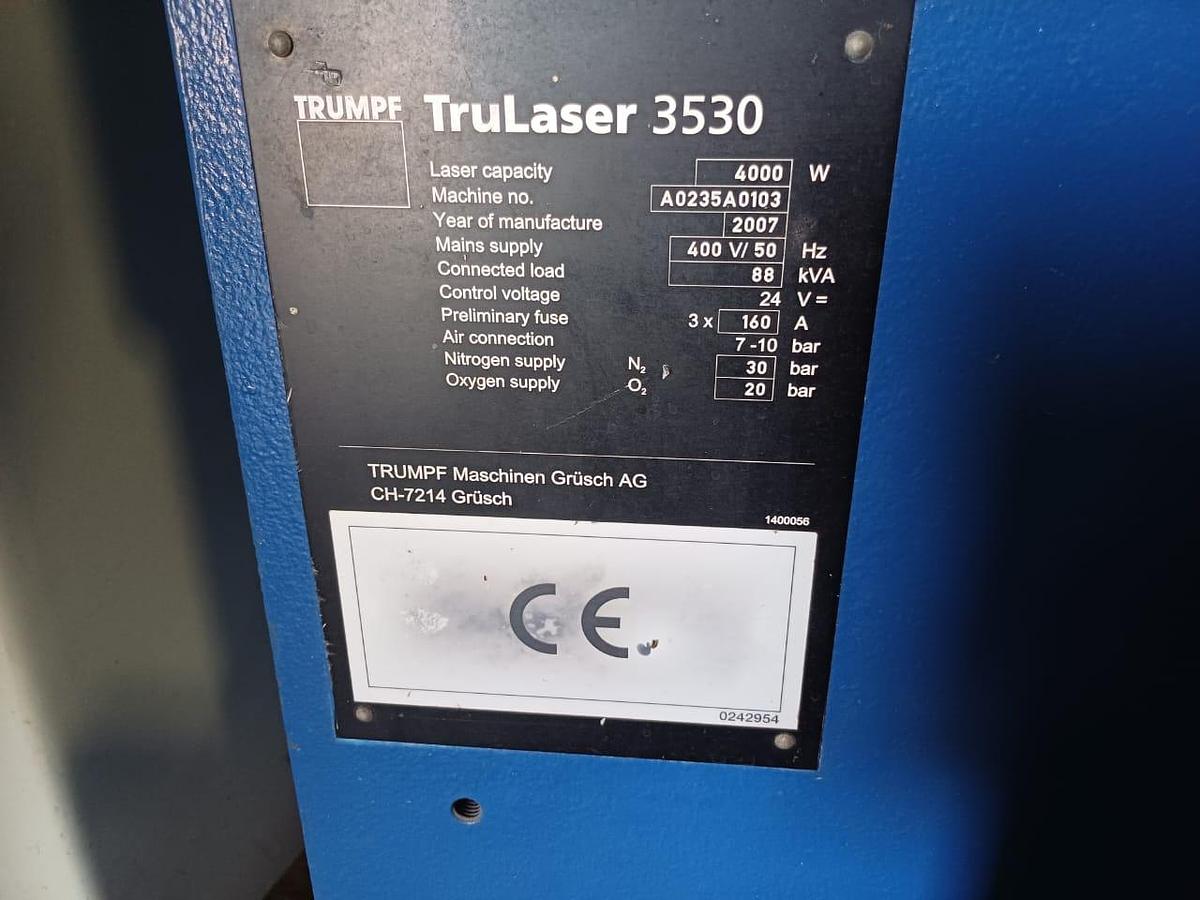 TRUMPF TruLaser 3530
Laser capacity 4000 W
Machine no. A0235A0103
Year of manufacture 2007
Mains supply 400 V/ 50 Hz
Connected load 88 kVA
Control voltage 24 V =
Preliminary fuse 3 x 160 A
Air connection 7 -10 bar
Nitrogen supply N₂ 30 bar
Oxygen supply O₂ 20 bar
TRUMPF Maschinen Grüsch AG
CH-7214 Grüsch
1400056
CE
0242954